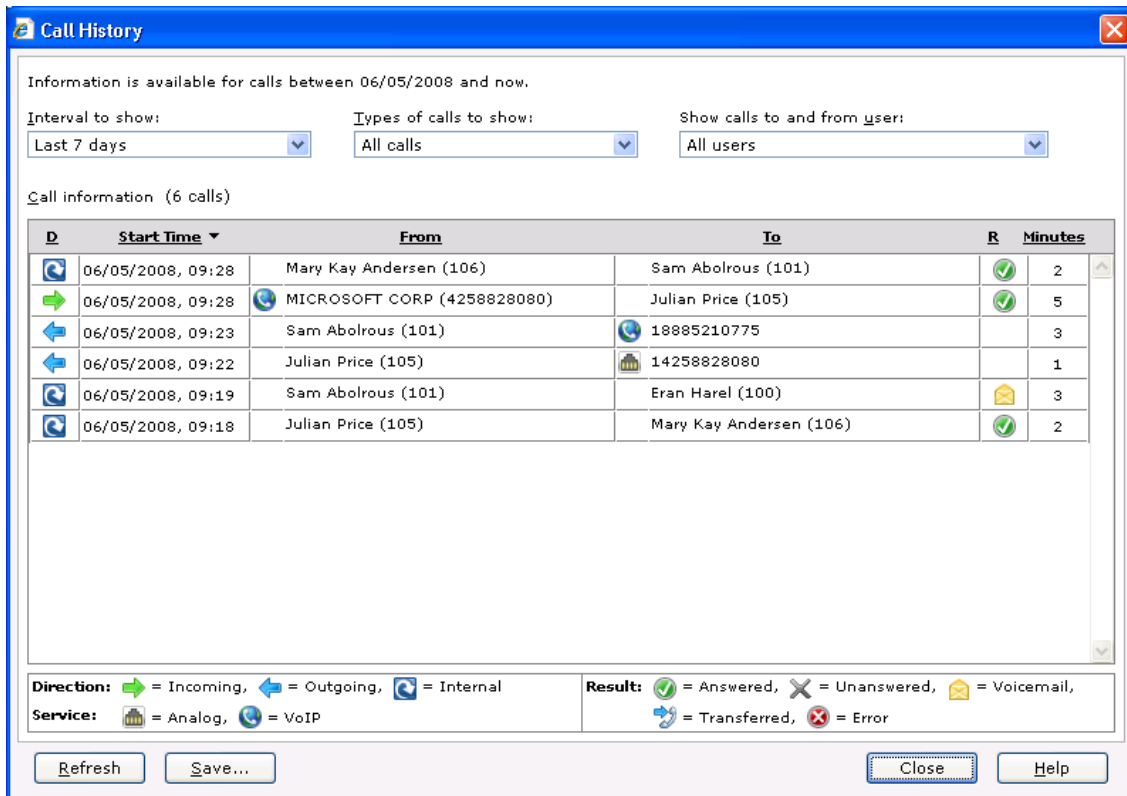 Call History
Information is available for calls between 06/05/2008 and now.
Interval to show: Types of calls to show: Show calls to and from user:
Last 7 days All calls All users
Call information (6 calls)
D Start Time From To R Minutes
06/05/2008, 09:28 Mary Kay Andersen (106) Sam Abolrous (101) 2
06/05/2008, 09:28 MICROSOFT CORP (4258828080) Julian Price (105) 5
06/05/2008, 09:23 Sam Abolrous (101) 18885210775 3
06/05/2008, 09:22 Julian Price (105) 14258828080 1
06/05/2008, 09:19 Sam Abolrous (101) Eran Harel (100) 3
06/05/2008, 09:18 Julian Price (105) Mary Kay Andersen (106) 2
Direction: = Incoming, = Outgoing, = Internal
Service: = Analog, = VoIP
Result: = Answered, = Unanswered, = Voicemail,
= Transferred, = Error
Refresh Save... Close Help